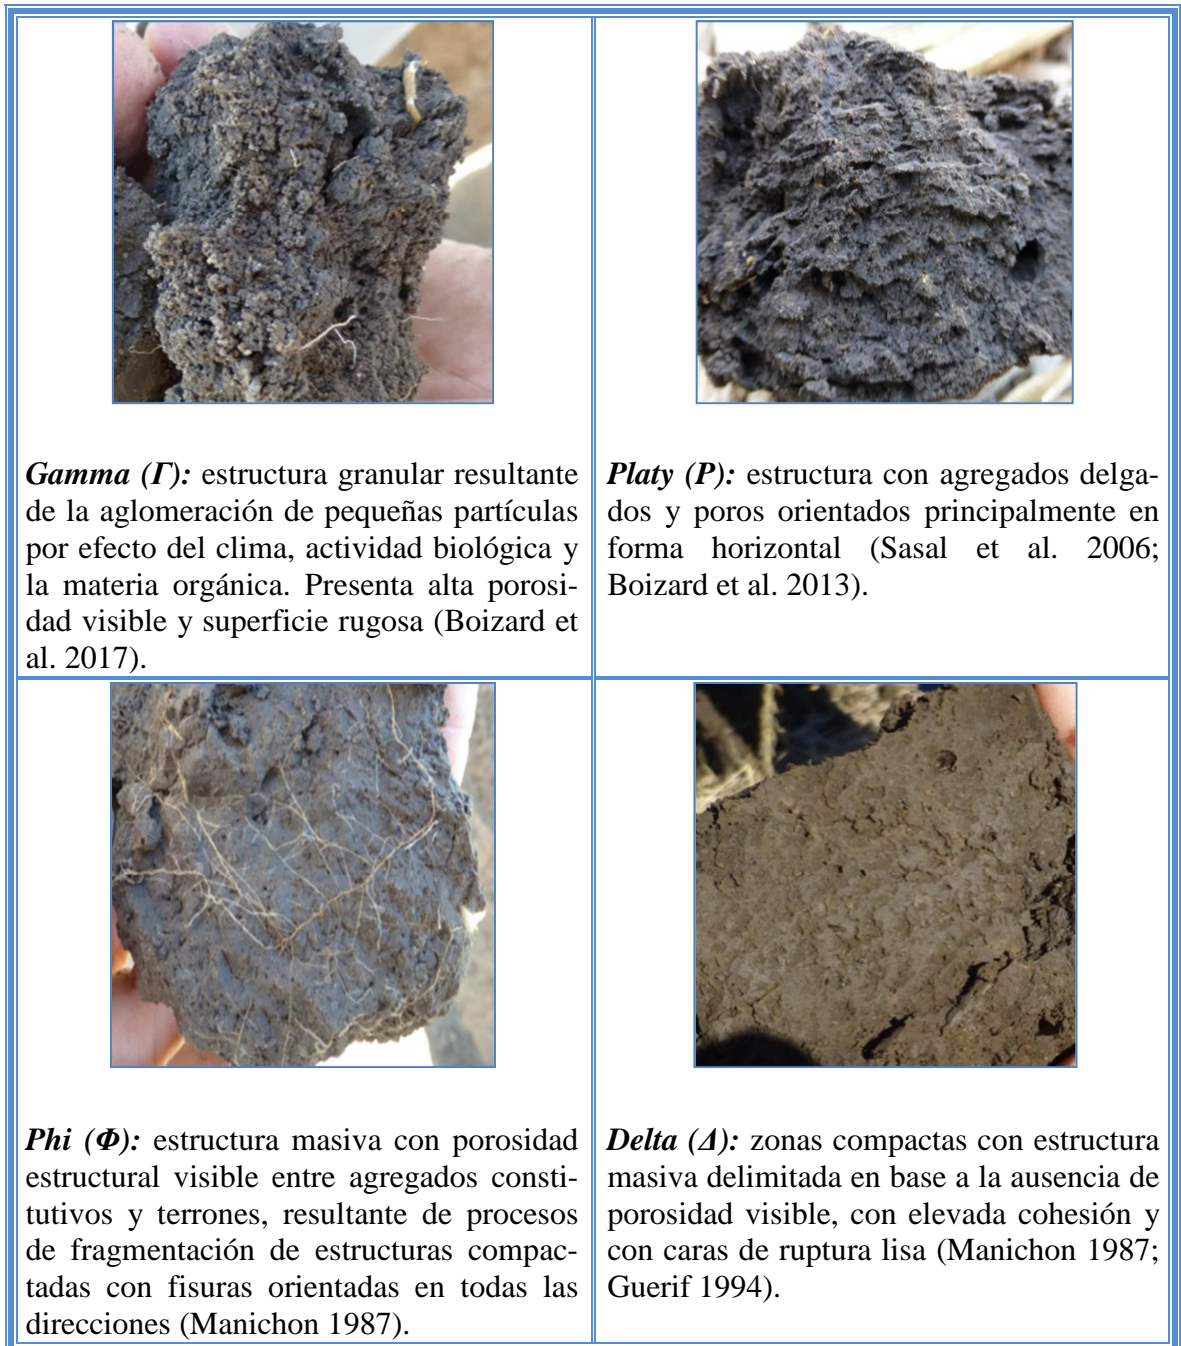 Gamma (Γ): estructura granular resultante
de la aglomeración de pequeñas partículas
por efecto del clima, actividad biológica y
la materia orgánica. Presenta alta porosi-
dad visible y superficie rugosa (Boizard et
al. 2017).
Platy (P): estructura con agregados delga-
dos y poros orientados principalmente en
forma horizontal (Sasal et al. 2006;
Boizard et al. 2013).
Phi (Φ): estructura masiva con porosidad
estructural visible entre agregados consti-
tutivos y terrones, resultante de procesos
de fragmentación de estructuras compac-
tadas con fisuras orientadas en todas las
direcciones (Manichon 1987).
Delta (Δ): zonas compactas con estructura
masiva delimitada en base a la ausencia de
porosidad visible, con elevada cohesión y
con caras de ruptura lisa (Manichon 1987;
Guerif 1994).